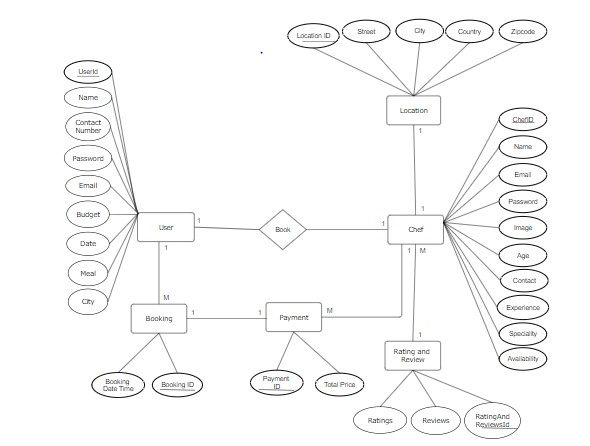 Location ID
Street
City
Country
Zipcode
UserId
Name
Contact
Number
Password
Email
Budget
Date
Meal
City
Location
1
1
ChefID
Name
Email
Password
Image
Age
Contact
Experience
Speciality
Availability
User
1
Book
1
Chef
1
M
1
M
Booking
1
1
Payment
M
1
Rating and
Review
Booking
Date Time
Booking ID
Payment
ID
Total Price
Ratings
Reviews
RatingAnd
ReviewsId